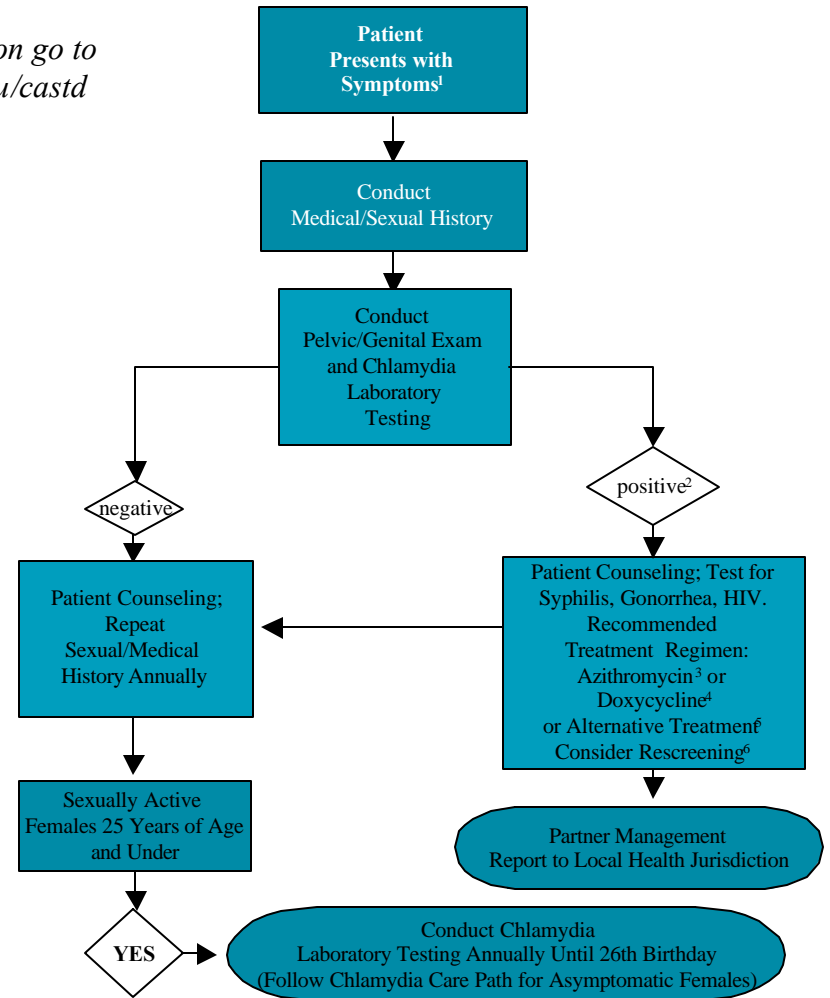 on go to
u/castd
Patient
Presents with
Symptoms¹
Conduct
Medical/Sexual History
Conduct
Pelvic/Genital Exam
and Chlamydia
Laboratory
Testing
negative
positive²
Patient Counseling;
Repeat
Sexual/Medical
History Annually
Patient Counseling; Test for
Syphilis, Gonorrhea, HIV.
Recommended
Treatment Regimen:
Azithromycin³ or
Doxycycline⁴
or Alternative Treatment⁵
Consider Rescreening⁶
Sexually Active
Females 25 Years of Age
and Under
Partner Management
Report to Local Health Jurisdiction
YES
Conduct Chlamydia
Laboratory Testing Annually Until 26th Birthday
(Follow Chlamydia Care Path for Asymptomatic Females)